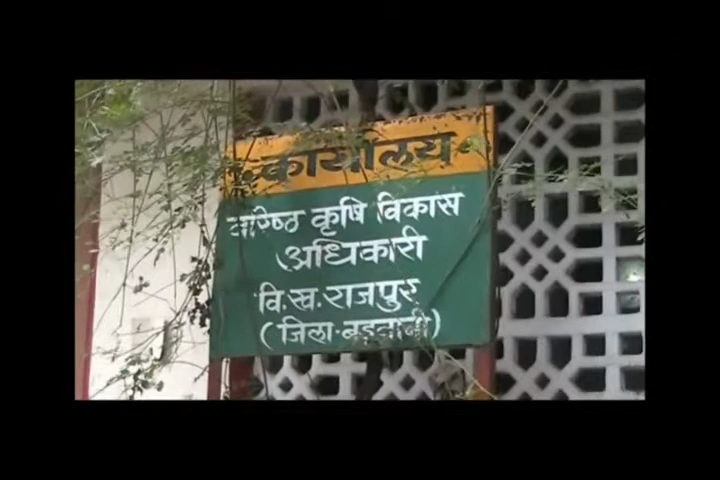 कार्यालय
वरिष्ठ कृषि विकास
अधिकारी
वि.ख.राजपुर
(जिला-बड़वानी)